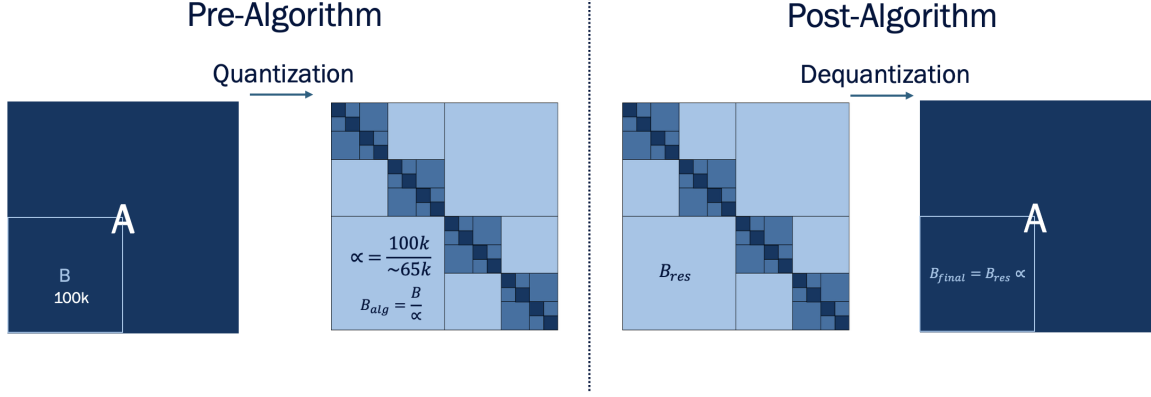 Pre-Algorithm
Quantization
A
B
100k
∝ = 100k / ~65k
B_alg = B / ∝
Post-Algorithm
Dequantization
B_res
A
B_final = B_res ∝